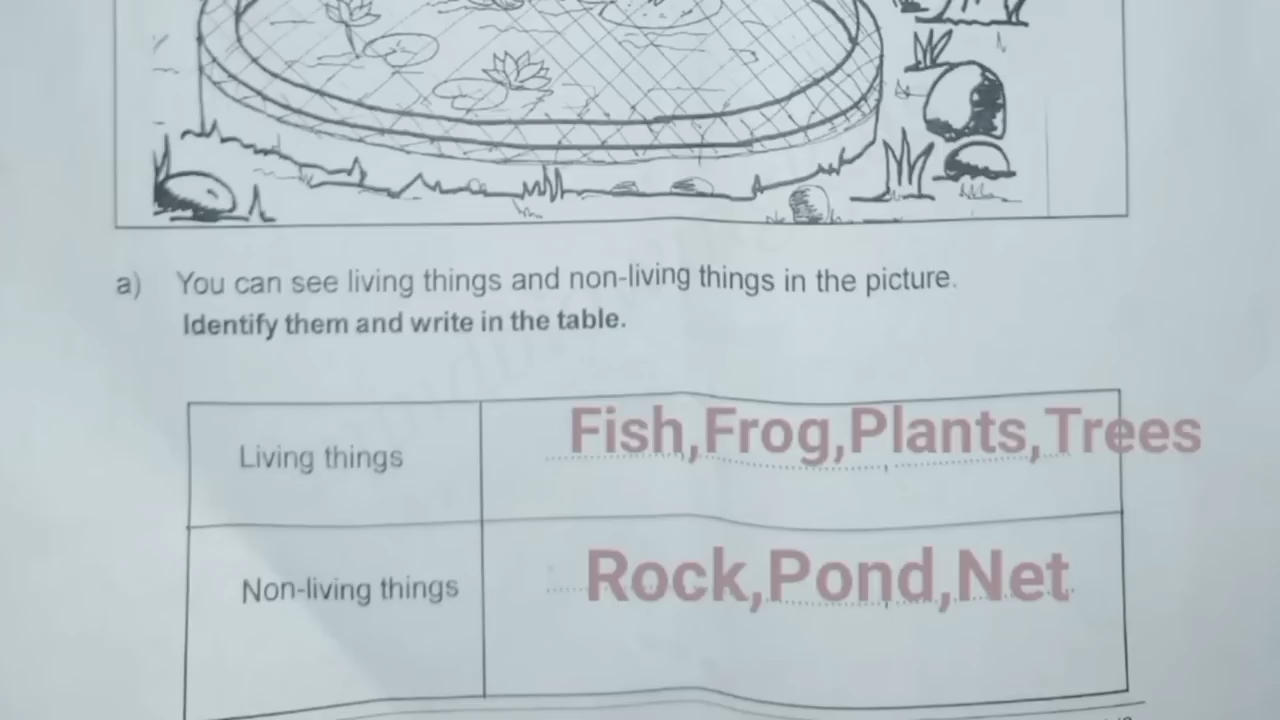 a) You can see living things and non-living things in the picture.
Identify them and write in the table.
Living things Fish,Frog,Plants,Trees
Non-living things Rock,Pond,Net